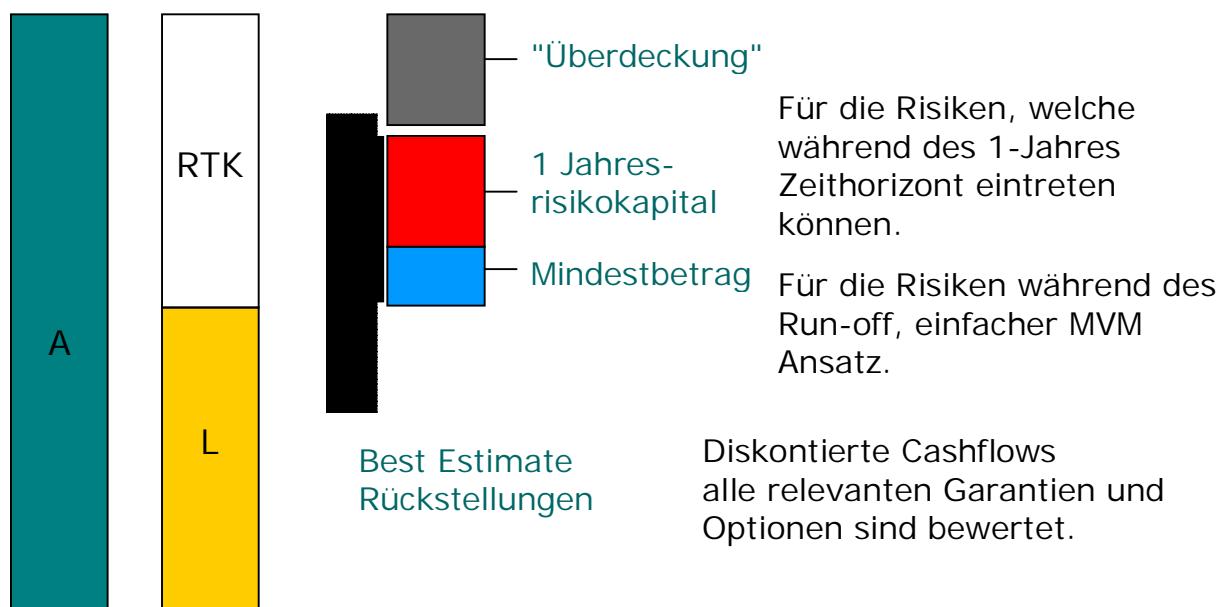 A
RTK
L
"Überdeckung"
1 Jahres-
risikokapital
Mindestbetrag
Für die Risiken, welche
während des 1-Jahres
Zeithorizont eintreten
können.
Für die Risiken während des
Run-off, einfacher MVM
Ansatz.
Best Estimate
Rückstellungen
Diskontierte Cashflows
alle relevanten Garantien und
Optionen sind bewertet.